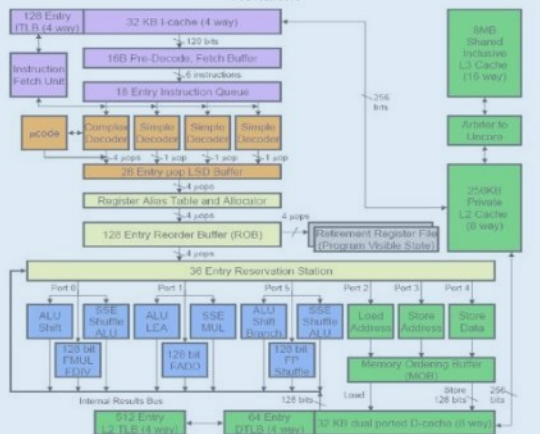 128 Entry
ITLB (4 way)
32 KB I-cache (4 way)
128 bits
16B Pre-Decode, Fetch Buffer
Instruction
Fetch Unit
6 instructions
18 Entry Instruction Queue
8MB
Shared
Inclusive
L3 Cache
(16 way)
256
bits
µcode
Complex
Decoder
Simple
Decoder
Simple
Decoder
Simple
Decoder
Arbiter to
Uncore
4 µops
1 µop
1 µop
1 µop
28 Entry µop LSD Buffer
4 µops
Register Alias Table and Allocator
4 µops
4 µops
256KB
Private
L2 Cache
(8 way)
128 Entry Reorder Buffer (ROB)
Retirement Register File
(Program Visible State)
4 µops
36 Entry Reservation Station
Port 0
Port 1
Port 5
Port 2
Port 3
Port 4
ALU
Shift
SSE
Shuffle
ALU
ALU
LEA
SSE
MUL
ALU
Shift
Branch
SSE
Shuffle
ALU
Load
Address
Store
Address
Store
Data
128 bit
FMUL
FDIV
128 bit
FADD
128 bit
FP
Shuffle
Memory Ordering Buffer
(MOB)
Internal Results Bus
128 bits
Load
Store
128 bits
256
bits
512 Entry
L2 TLB (4 way)
64 Entry
DTLB (4 way)
32 KB dual ported D-cache (8 way)